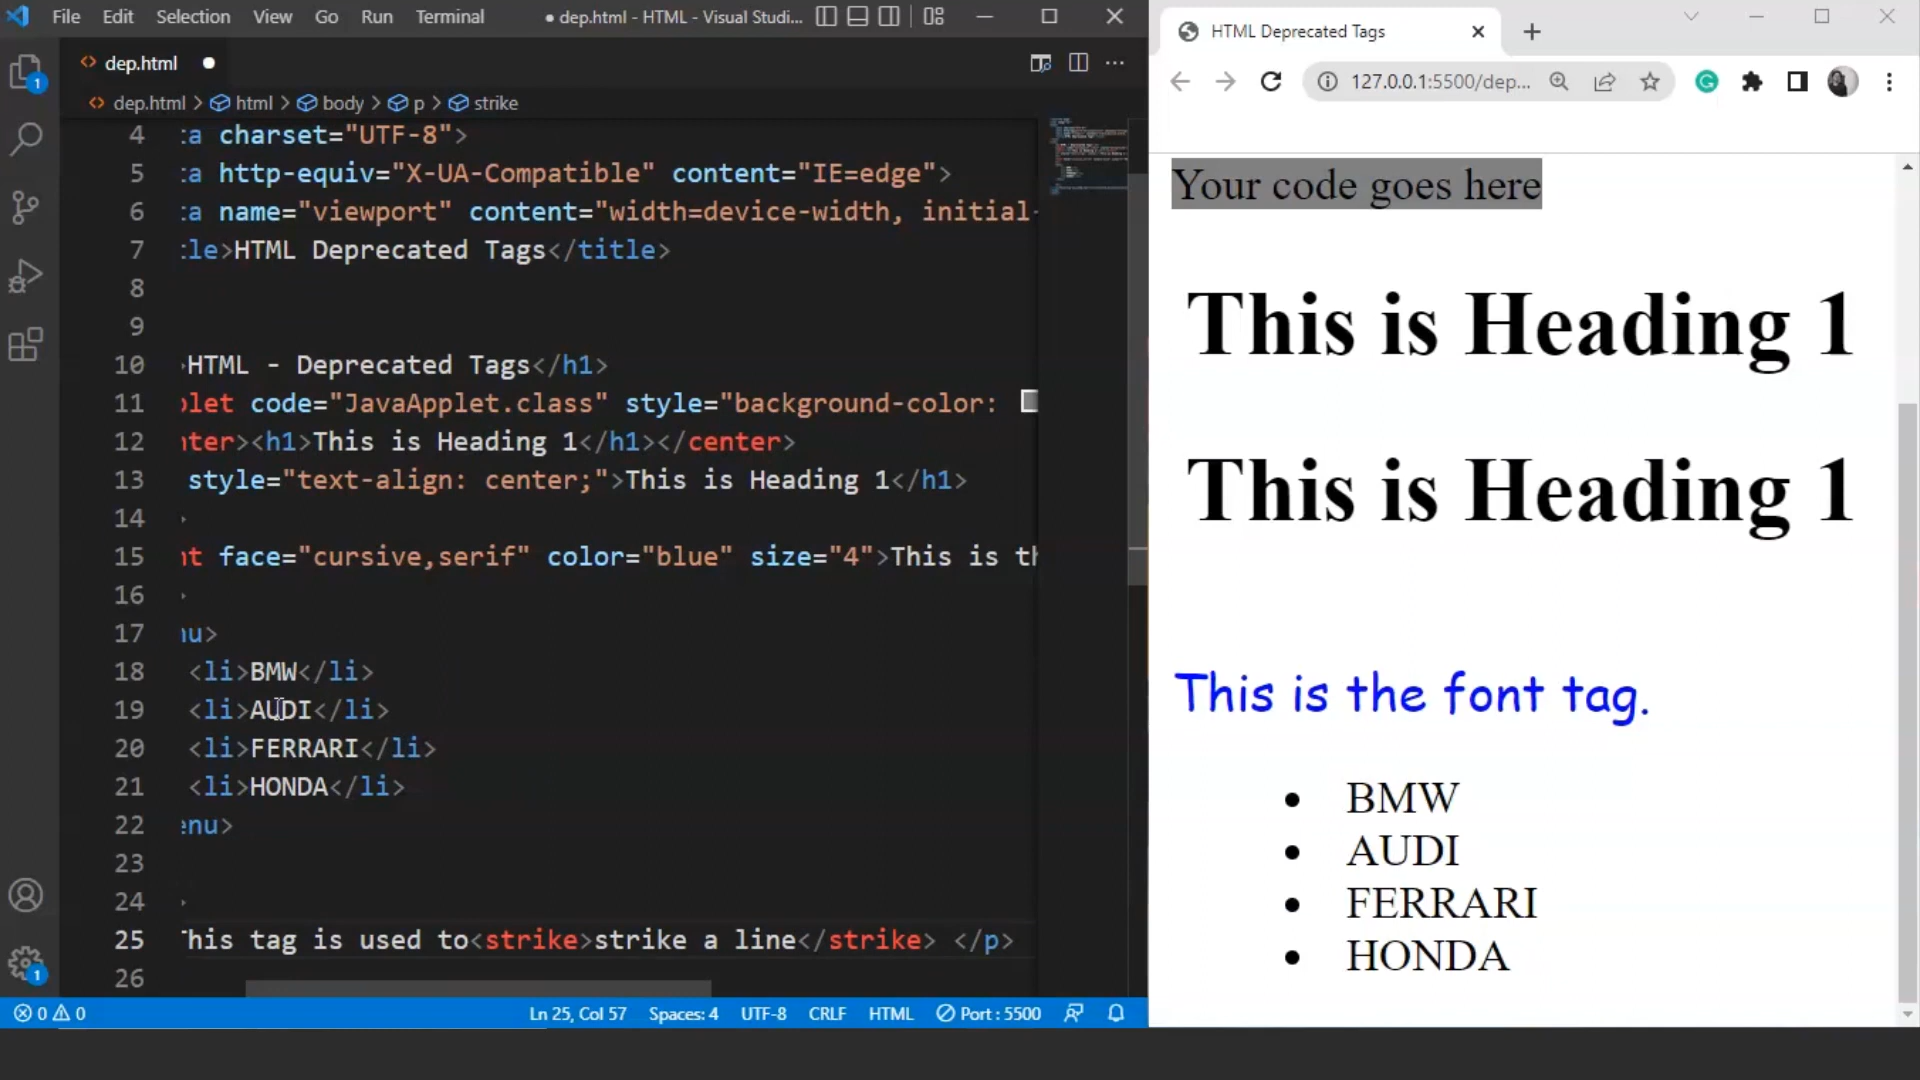 File Edit Selection View Go Run Terminal ● dep.html - HTML - Visual Studi...
dep.html
dep.html > html > body > p > strike
4 :a charset="UTF-8">
5 :a http-equiv="X-UA-Compatible" content="IE=edge">
6 :a name="viewport" content="width=device-width, initial-
7 :le>HTML Deprecated Tags</title>
8
9
10 >HTML - Deprecated Tags</h1>
11 plet code="JavaApplet.class" style="background-color:
12 nter><h1>This is Heading 1</h1></center>
13 style="text-align: center;">This is Heading 1</h1>
14 >
15 nt face="cursive,serif" color="blue" size="4">This is th
16 >
17 nu>
18 <li>BMW</li>
19 <li>AUDI</li>
20 <li>FERRARI</li>
21 <li>HONDA</li>
22 enu>
23
24 >
25 This tag is used to<strike>strike a line</strike> </p>
26
0 0 Ln 25, Col 57 Spaces: 4 UTF-8 CRLF HTML Port : 5500
1
1
HTML Deprecated Tags
127.0.0.1:5500/dep...
Your code goes here
This is Heading 1
This is Heading 1
This is the font tag.
• BMW
• AUDI
• FERRARI
• HONDA